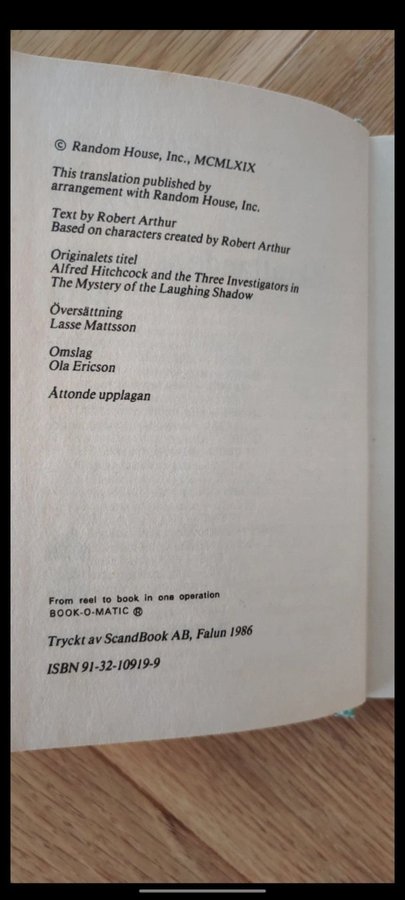 © Random House, Inc., MCMLXIX
This translation published by
arrangement with Random House, Inc.
Text by Robert Arthur
Based on characters created by Robert Arthur
Originalets titel
Alfred Hitchcock and the Three Investigators in
The Mystery of the Laughing Shadow
Översättning
Lasse Mattsson
Omslag
Ola Ericson
Åttonde upplagan
From reel to book in one operation
BOOK-O-MATIC ®
Tryckt av ScandBook AB, Falun 1986
ISBN 91-32-10919-9